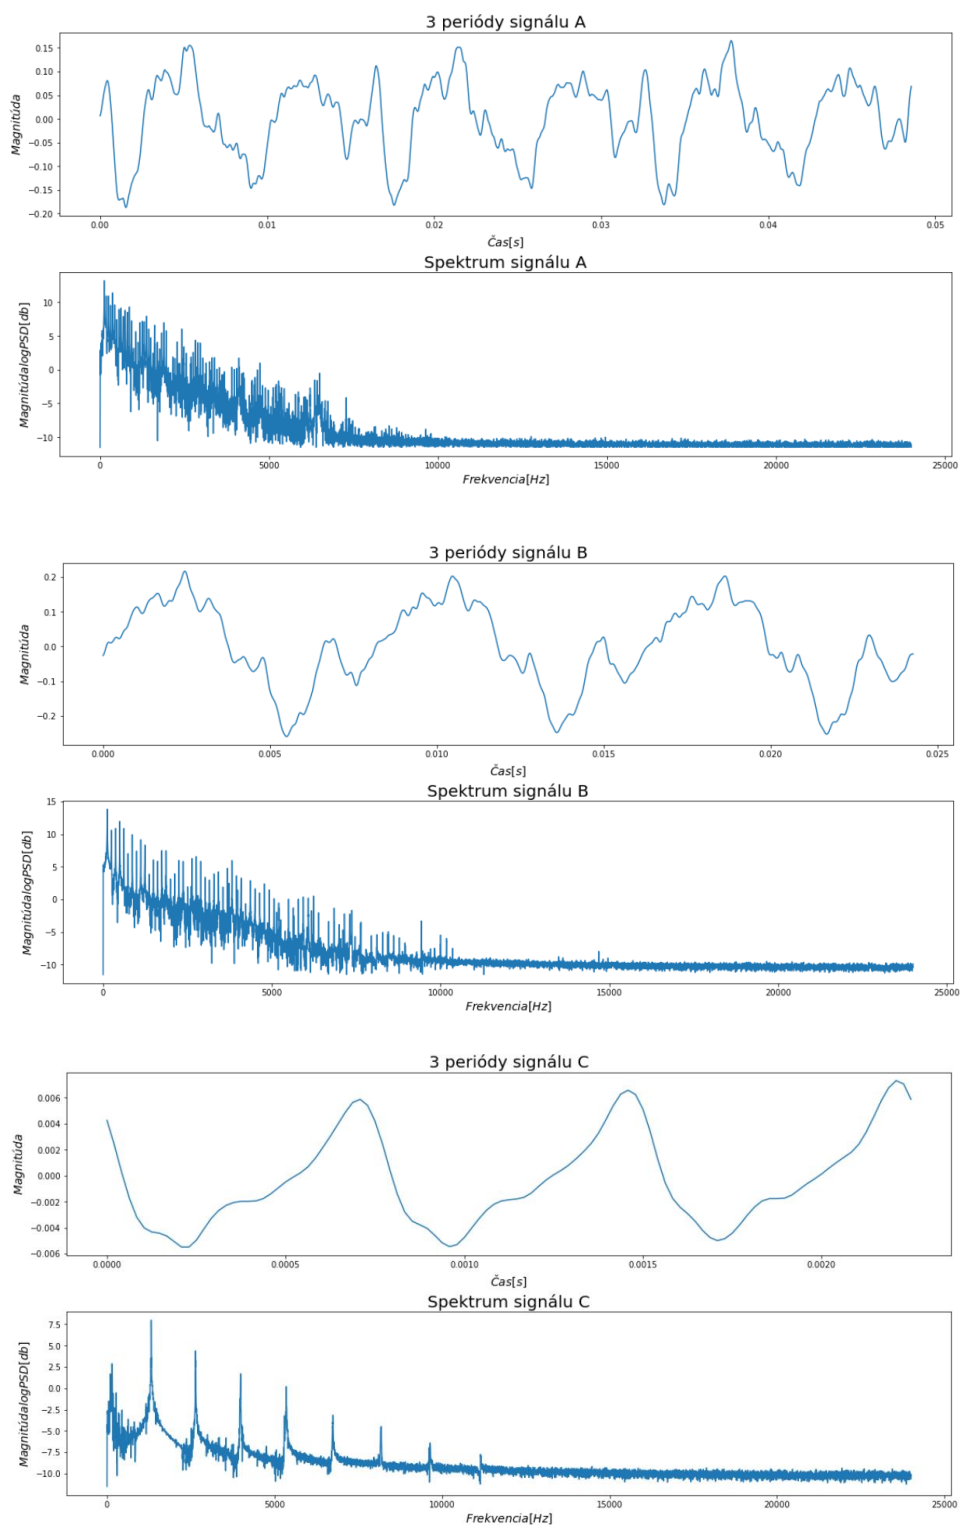 3 periódy signálu A
Magnitúda
0.15
0.10
0.05
0.00
−0.05
−0.10
−0.15
−0.20
0.00 0.01 0.02 0.03 0.04 0.05
Čas[s]
Spektrum signálu A
MagnitúdalogPSD[db]
10
5
0
−5
−10
0 5000 10000 15000 20000 25000
Frekvencia[Hz]
3 periódy signálu B
Magnitúda
0.2
0.1
0.0
−0.1
−0.2
0.000 0.005 0.010 0.015 0.020 0.025
Čas[s]
Spektrum signálu B
MagnitúdalogPSD[db]
15
10
5
0
−5
−10
0 5000 10000 15000 20000 25000
Frekvencia[Hz]
3 periódy signálu C
Magnitúda
0.006
0.004
0.002
0.000
−0.002
−0.004
−0.006
0.0000 0.0005 0.0010 0.0015 0.0020
Čas[s]
Spektrum signálu C
MagnitúdalogPSD[db]
7.5
5.0
2.5
0.0
−2.5
−5.0
−7.5
−10.0
0 5000 10000 15000 20000 25000
Frekvencia[Hz]